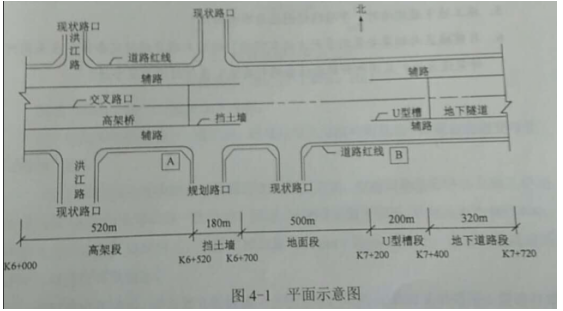 现状路口
现状路口
北
洪江路
道路红线
辅路
辅路
交叉路口
U型槽
地下隧道
高架桥
挡土墙
辅路
辅路
A
道路红线
B
洪江路
规划路口
现状路口
现状路口
520m
180m
500m
200m
320m
高架段
挡土墙
地面段
U型槽段
地下道路段
K6+000
K6+520
K6+700
K7+200
K7+400
K7+720
图 4-1 平面示意图